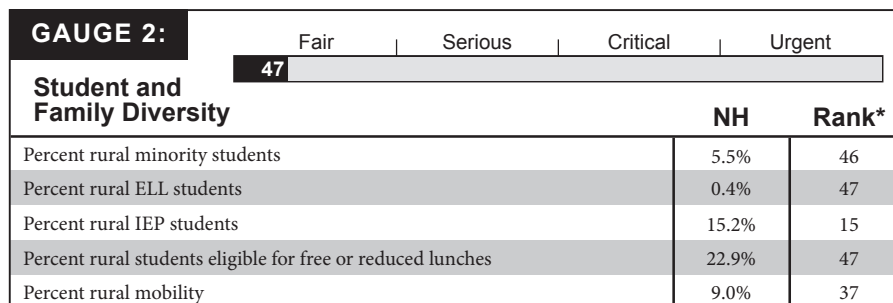 GAUGE 2:
Fair | Serious | Critical | Urgent
47
Student and
Family Diversity
NH Rank*
Percent rural minority students 5.5% 46
Percent rural ELL students 0.4% 47
Percent rural IEP students 15.2% 15
Percent rural students eligible for free or reduced lunches 22.9% 47
Percent rural mobility 9.0% 37